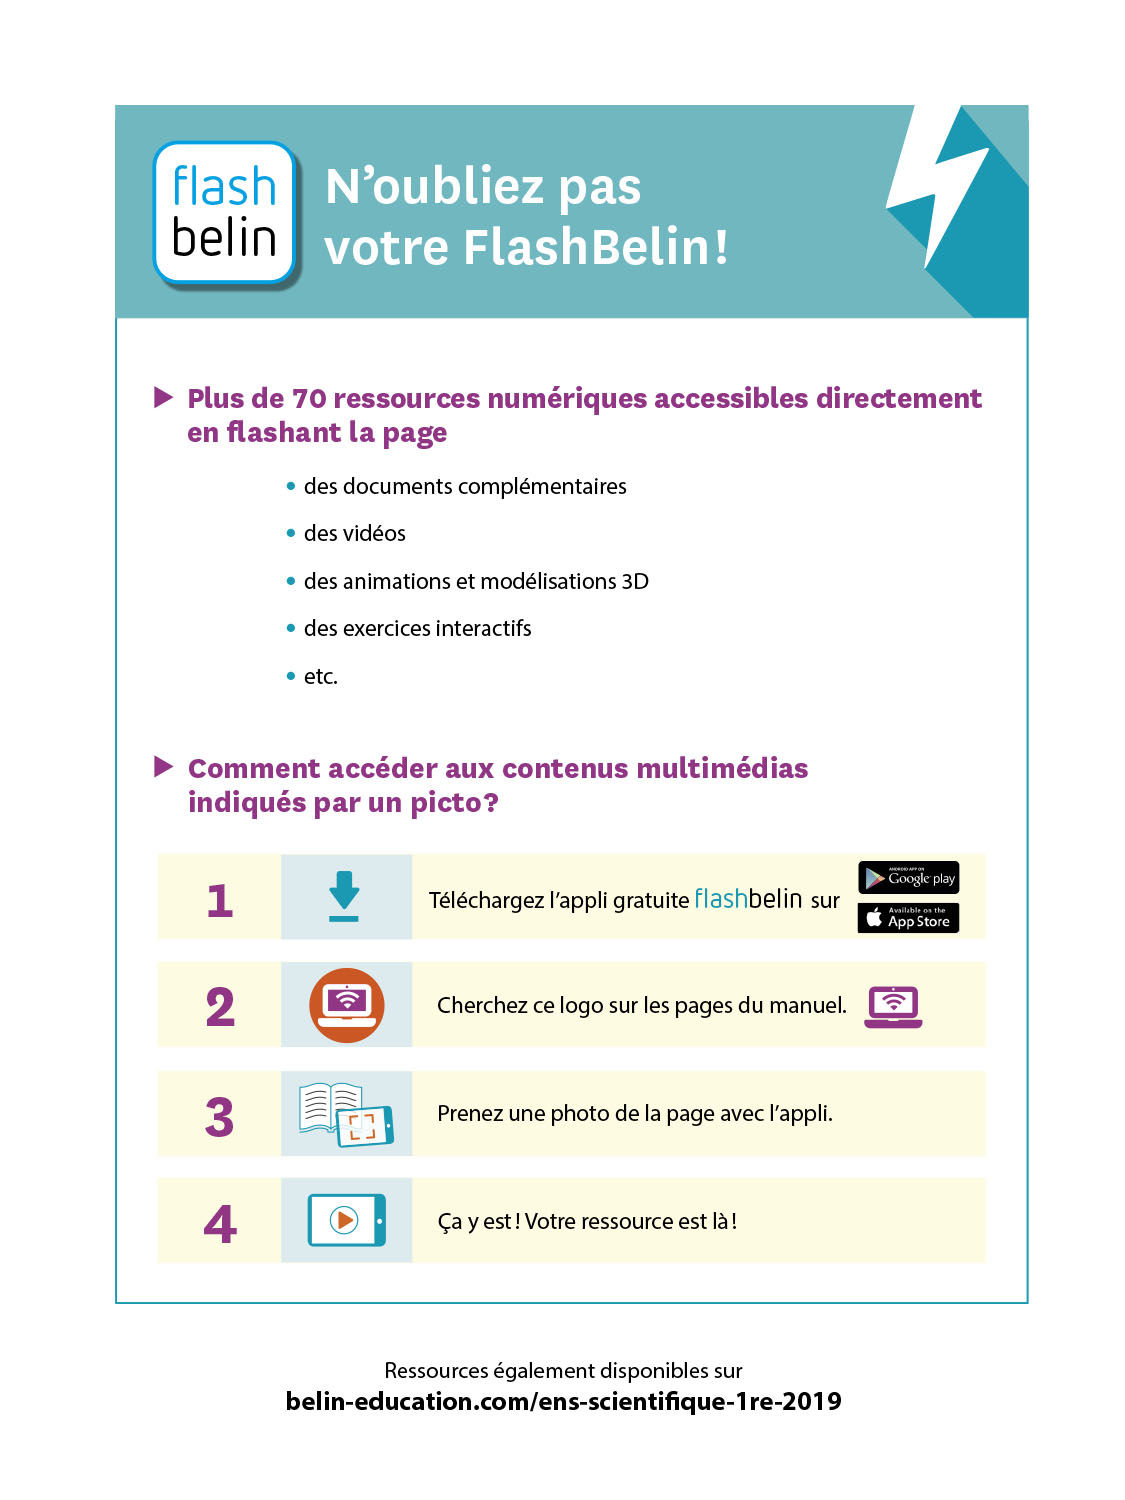 flash
belin
N’oubliez pas
votre FlashBelin !
Plus de 70 ressources numériques accessibles directement
en flashant la page
• des documents complémentaires
• des vidéos
• des animations et modélisations 3D
• des exercices interactifs
• etc.
Comment accéder aux contenus multimédias
indiqués par un picto ?
1
Téléchargez l’appli gratuite flashbelin sur
ANDROID APP ON
Google play
Available on the
App Store
2
Cherchez ce logo sur les pages du manuel.
3
Prenez une photo de la page avec l’appli.
4
Ça y est ! Votre ressource est là !
Ressources également disponibles sur
belin-education.com/ens-scientifique-1re-2019